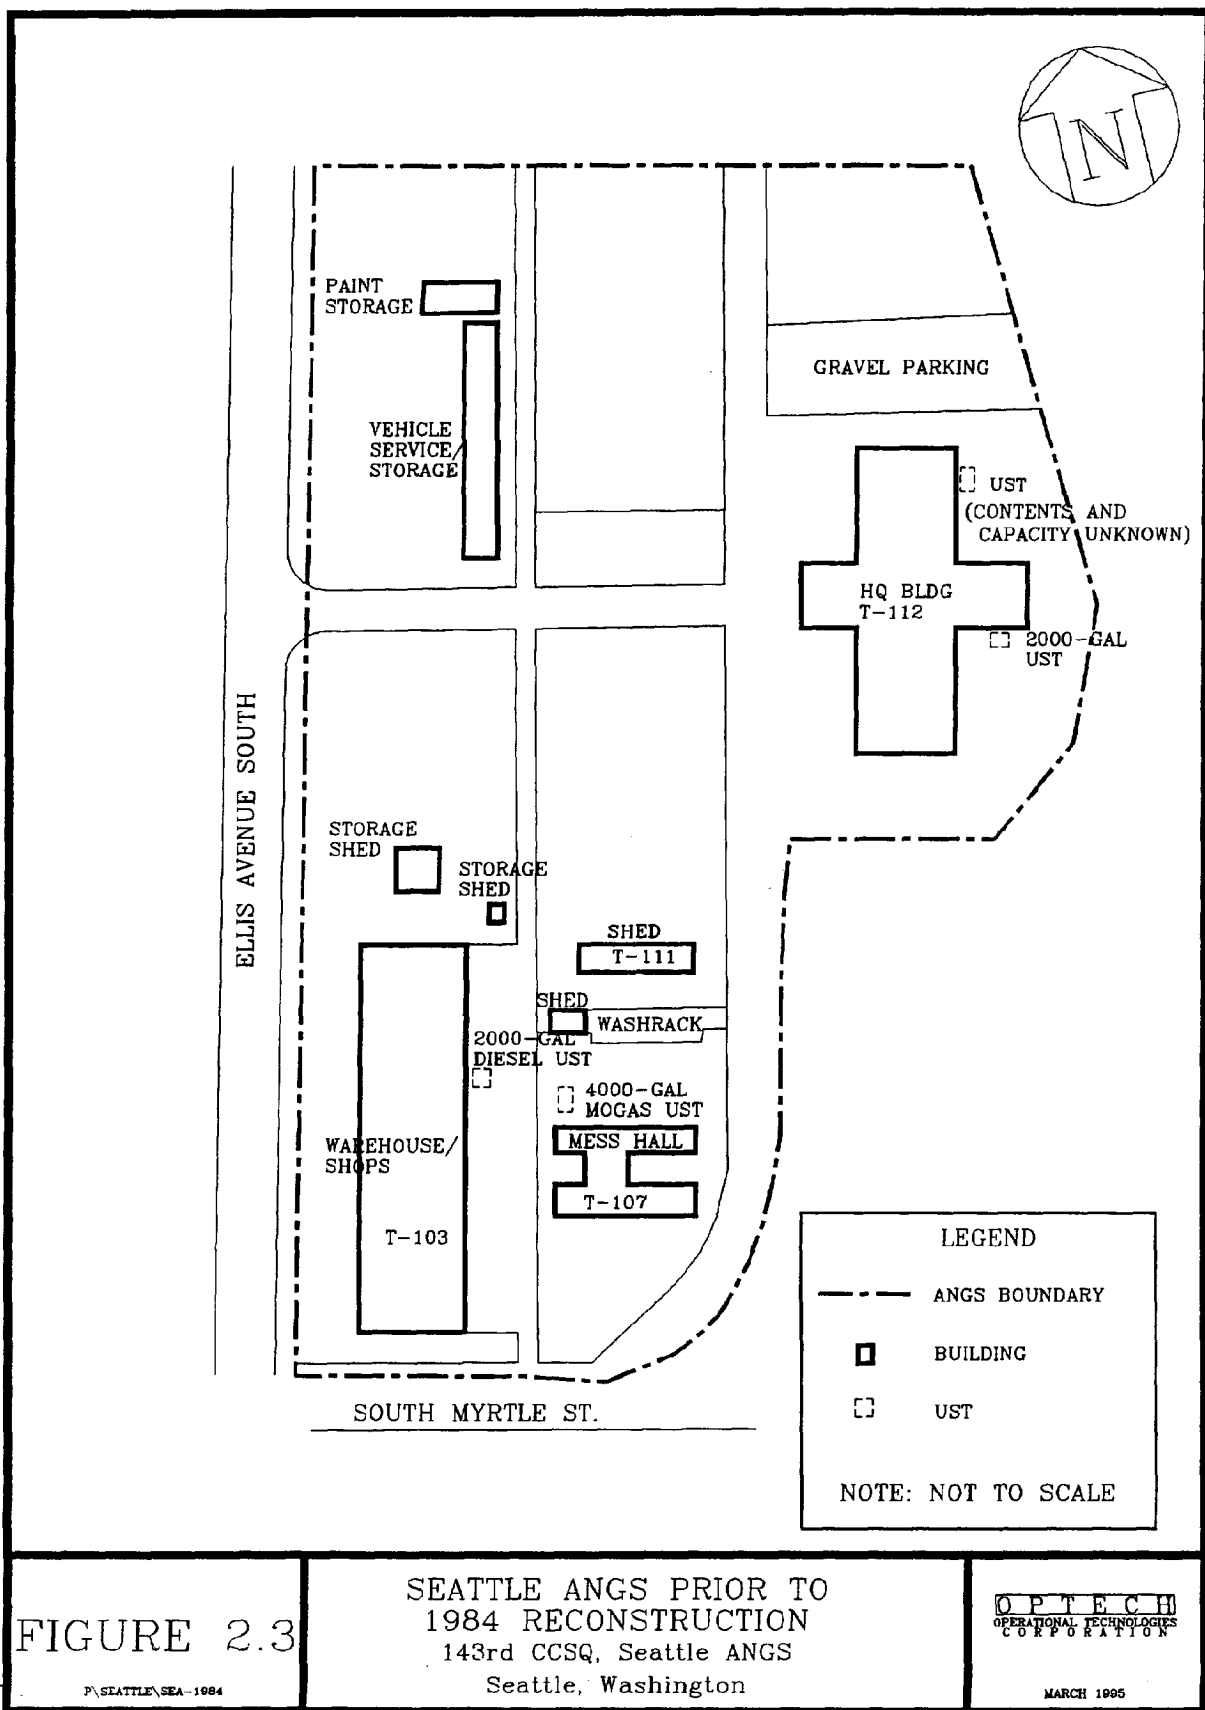 N
PAINT
STORAGE
VEHICLE
SERVICE/
STORAGE
GRAVEL PARKING
UST
(CONTENTS AND
CAPACITY UNKNOWN)
HQ BLDG
T-112
2000-GAL
UST
ELLIS AVENUE SOUTH
STORAGE
SHED
STORAGE
SHED
SHED
T-111
SHED
WASHRACK
2000-GAL
DIESEL UST
4000-GAL
MOGAS UST
MESS HALL
T-107
WAREHOUSE/
SHOPS
T-103
SOUTH MYRTLE ST.
LEGEND
ANGS BOUNDARY
BUILDING
UST
NOTE: NOT TO SCALE
FIGURE 2.3
P\SEATTLE\SEA-1984
SEATTLE ANGS PRIOR TO
1984 RECONSTRUCTION
143rd CCSQ, Seattle ANGS
Seattle, Washington
OPTECH
OPERATIONAL TECHNOLOGIES
CORPORATION
MARCH 1995